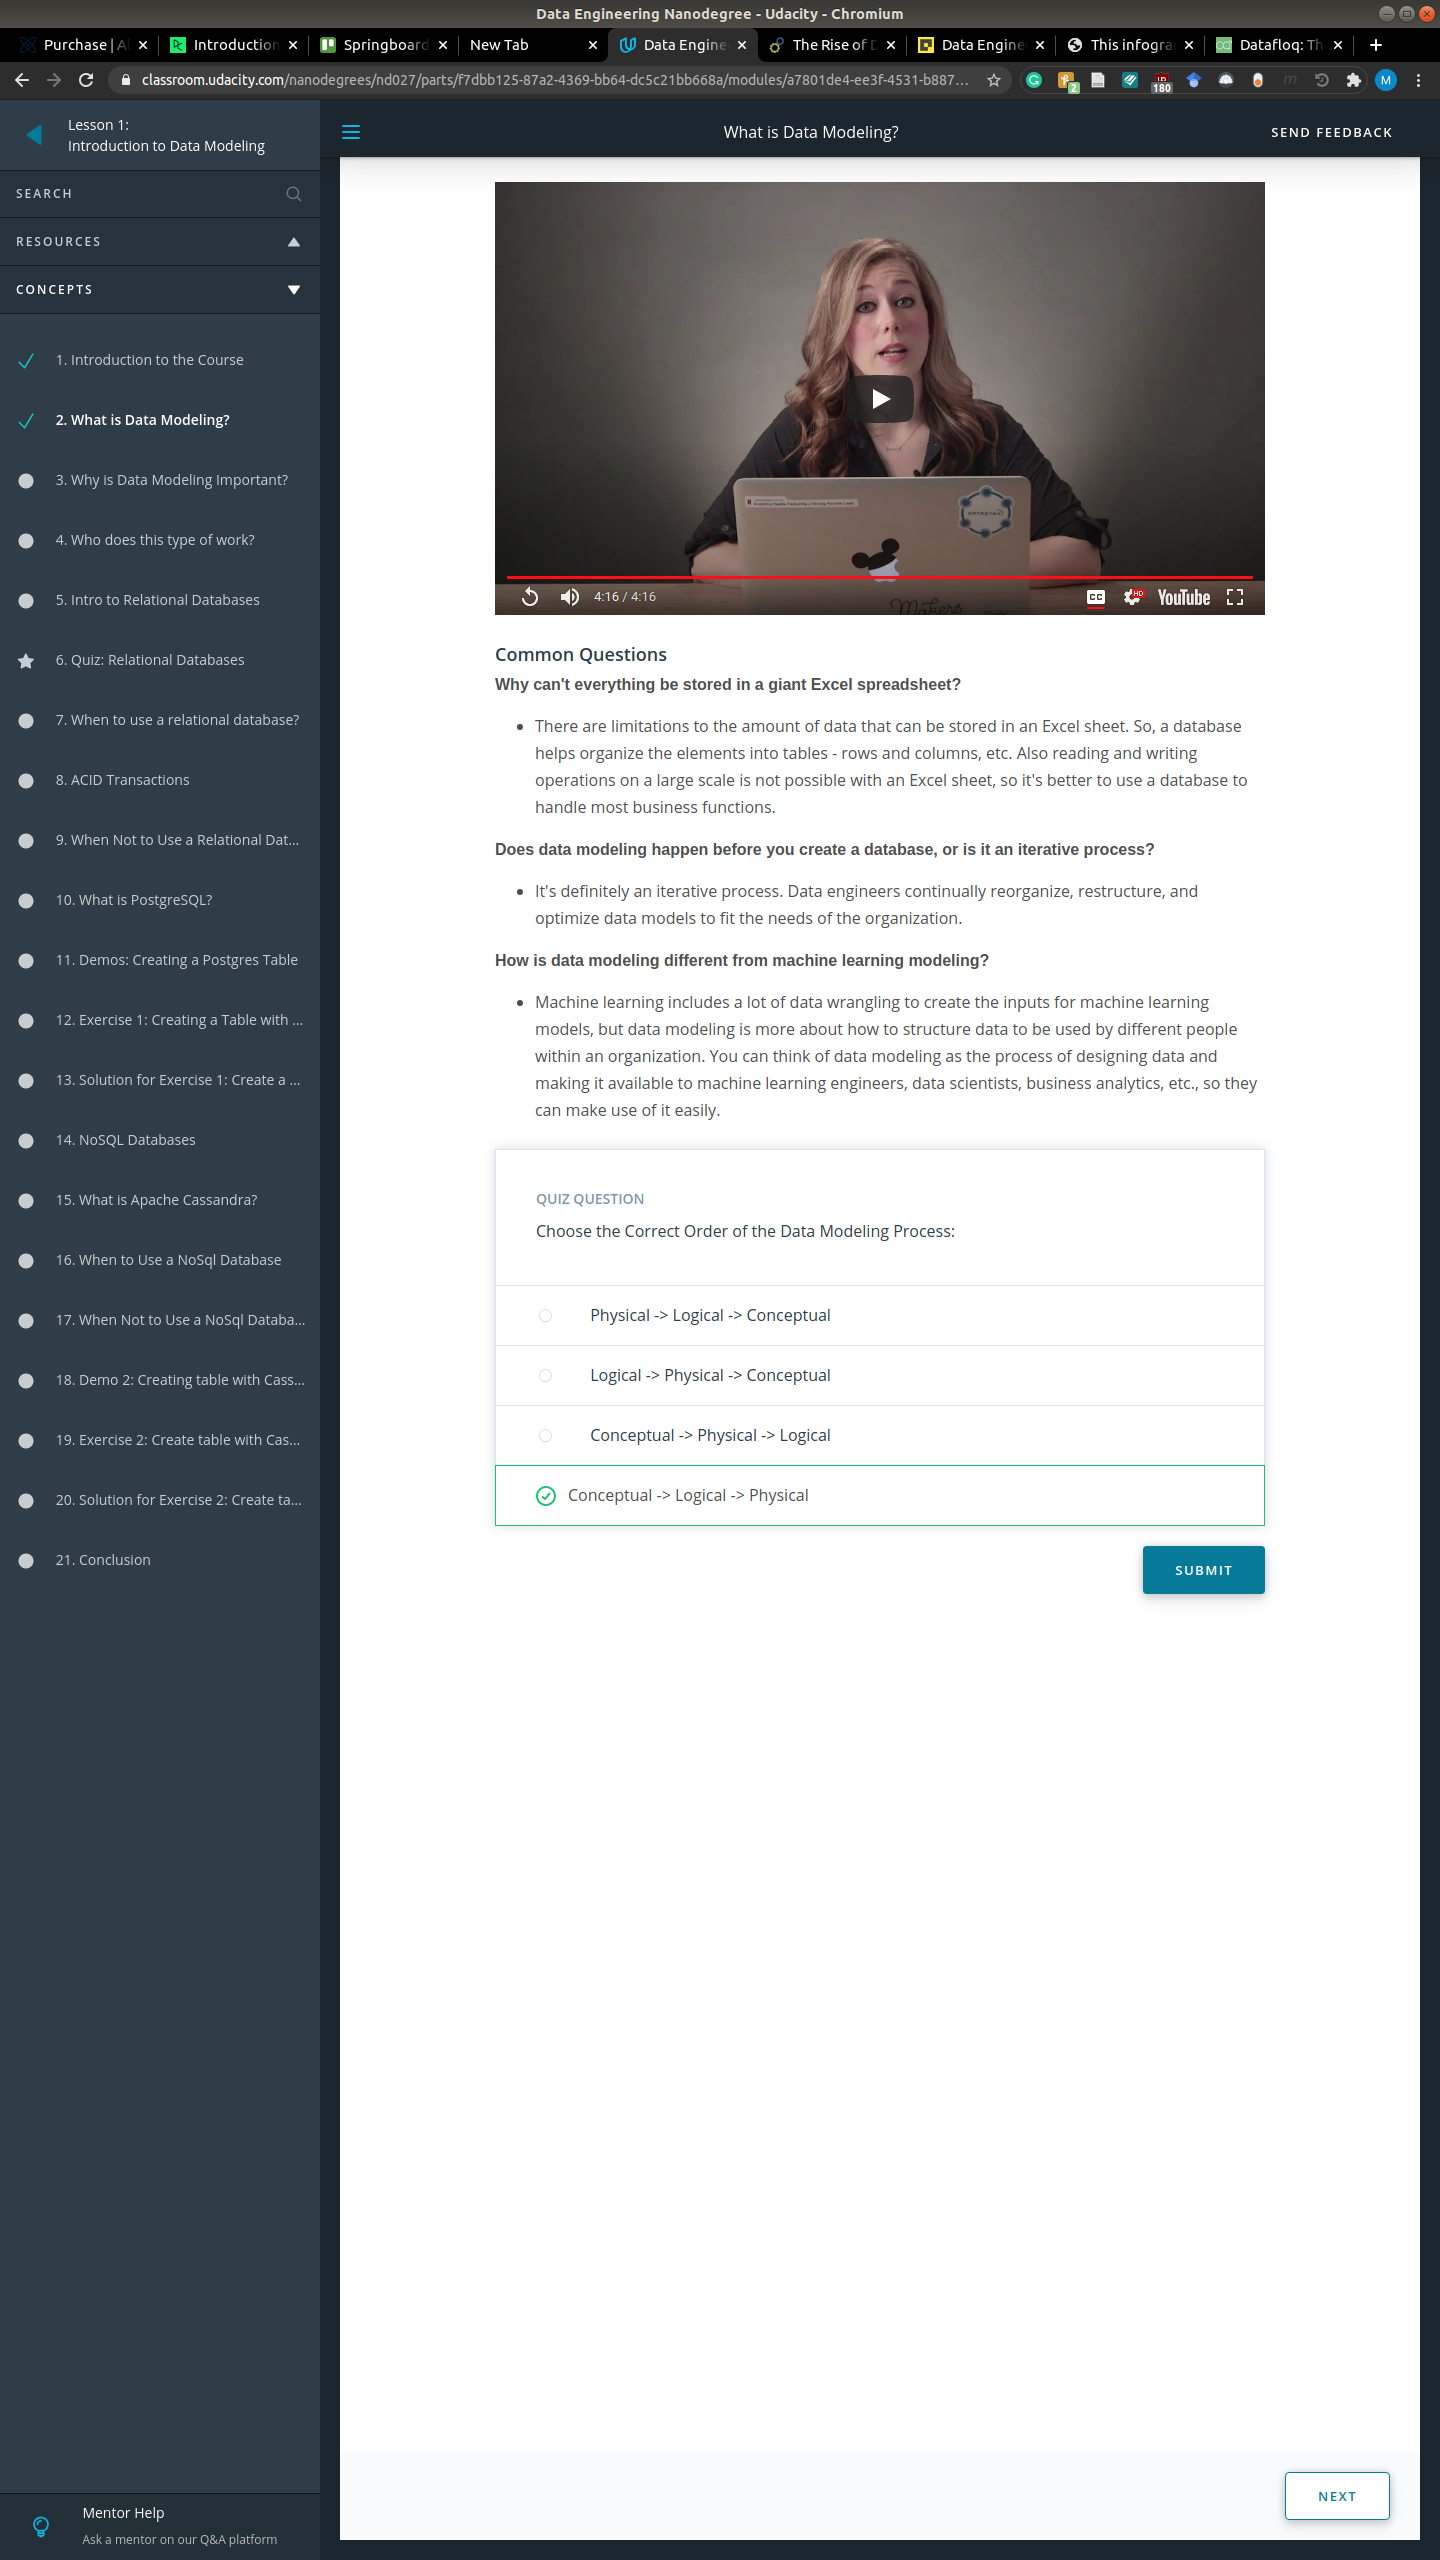 Data Engineering Nanodegree - Udacity - Chromium
Purchase | A
Introduction
Springboard
New Tab
Data Engine
The Rise of D
Data Engine
This infogra
Datafloq: Th
classroom.udacity.com/nanodegrees/nd027/parts/f7dbb125-87a2-4369-bb64-dc5c21bb668a/modules/a7801de4-ee3f-4531-b887...
2
180
M
Lesson 1:
Introduction to Data Modeling
What is Data Modeling?
SEND FEEDBACK
SEARCH
RESOURCES
CONCEPTS
1. Introduction to the Course
2. What is Data Modeling?
3. Why is Data Modeling Important?
4. Who does this type of work?
5. Intro to Relational Databases
6. Quiz: Relational Databases
7. When to use a relational database?
8. ACID Transactions
9. When Not to Use a Relational Dat...
10. What is PostgreSQL?
11. Demos: Creating a Postgres Table
12. Exercise 1: Creating a Table with ...
13. Solution for Exercise 1: Create a ...
14. NoSQL Databases
15. What is Apache Cassandra?
16. When to Use a NoSql Database
17. When Not to Use a NoSql Databa...
18. Demo 2: Creating table with Cass...
19. Exercise 2: Create table with Cas...
20. Solution for Exercise 2: Create ta...
21. Conclusion
Mentor Help
Ask a mentor on our Q&A platform
4:16 / 4:16
CC
HD
YouTube
Common Questions
Why can't everything be stored in a giant Excel spreadsheet?
There are limitations to the amount of data that can be stored in an Excel sheet. So, a database
helps organize the elements into tables - rows and columns, etc. Also reading and writing
operations on a large scale is not possible with an Excel sheet, so it's better to use a database to
handle most business functions.
Does data modeling happen before you create a database, or is it an iterative process?
It's definitely an iterative process. Data engineers continually reorganize, restructure, and
optimize data models to fit the needs of the organization.
How is data modeling different from machine learning modeling?
Machine learning includes a lot of data wrangling to create the inputs for machine learning
models, but data modeling is more about how to structure data to be used by different people
within an organization. You can think of data modeling as the process of designing data and
making it available to machine learning engineers, data scientists, business analytics, etc., so they
can make use of it easily.
QUIZ QUESTION
Choose the Correct Order of the Data Modeling Process:
Physical -> Logical -> Conceptual
Logical -> Physical -> Conceptual
Conceptual -> Physical -> Logical
Conceptual -> Logical -> Physical
SUBMIT
NEXT